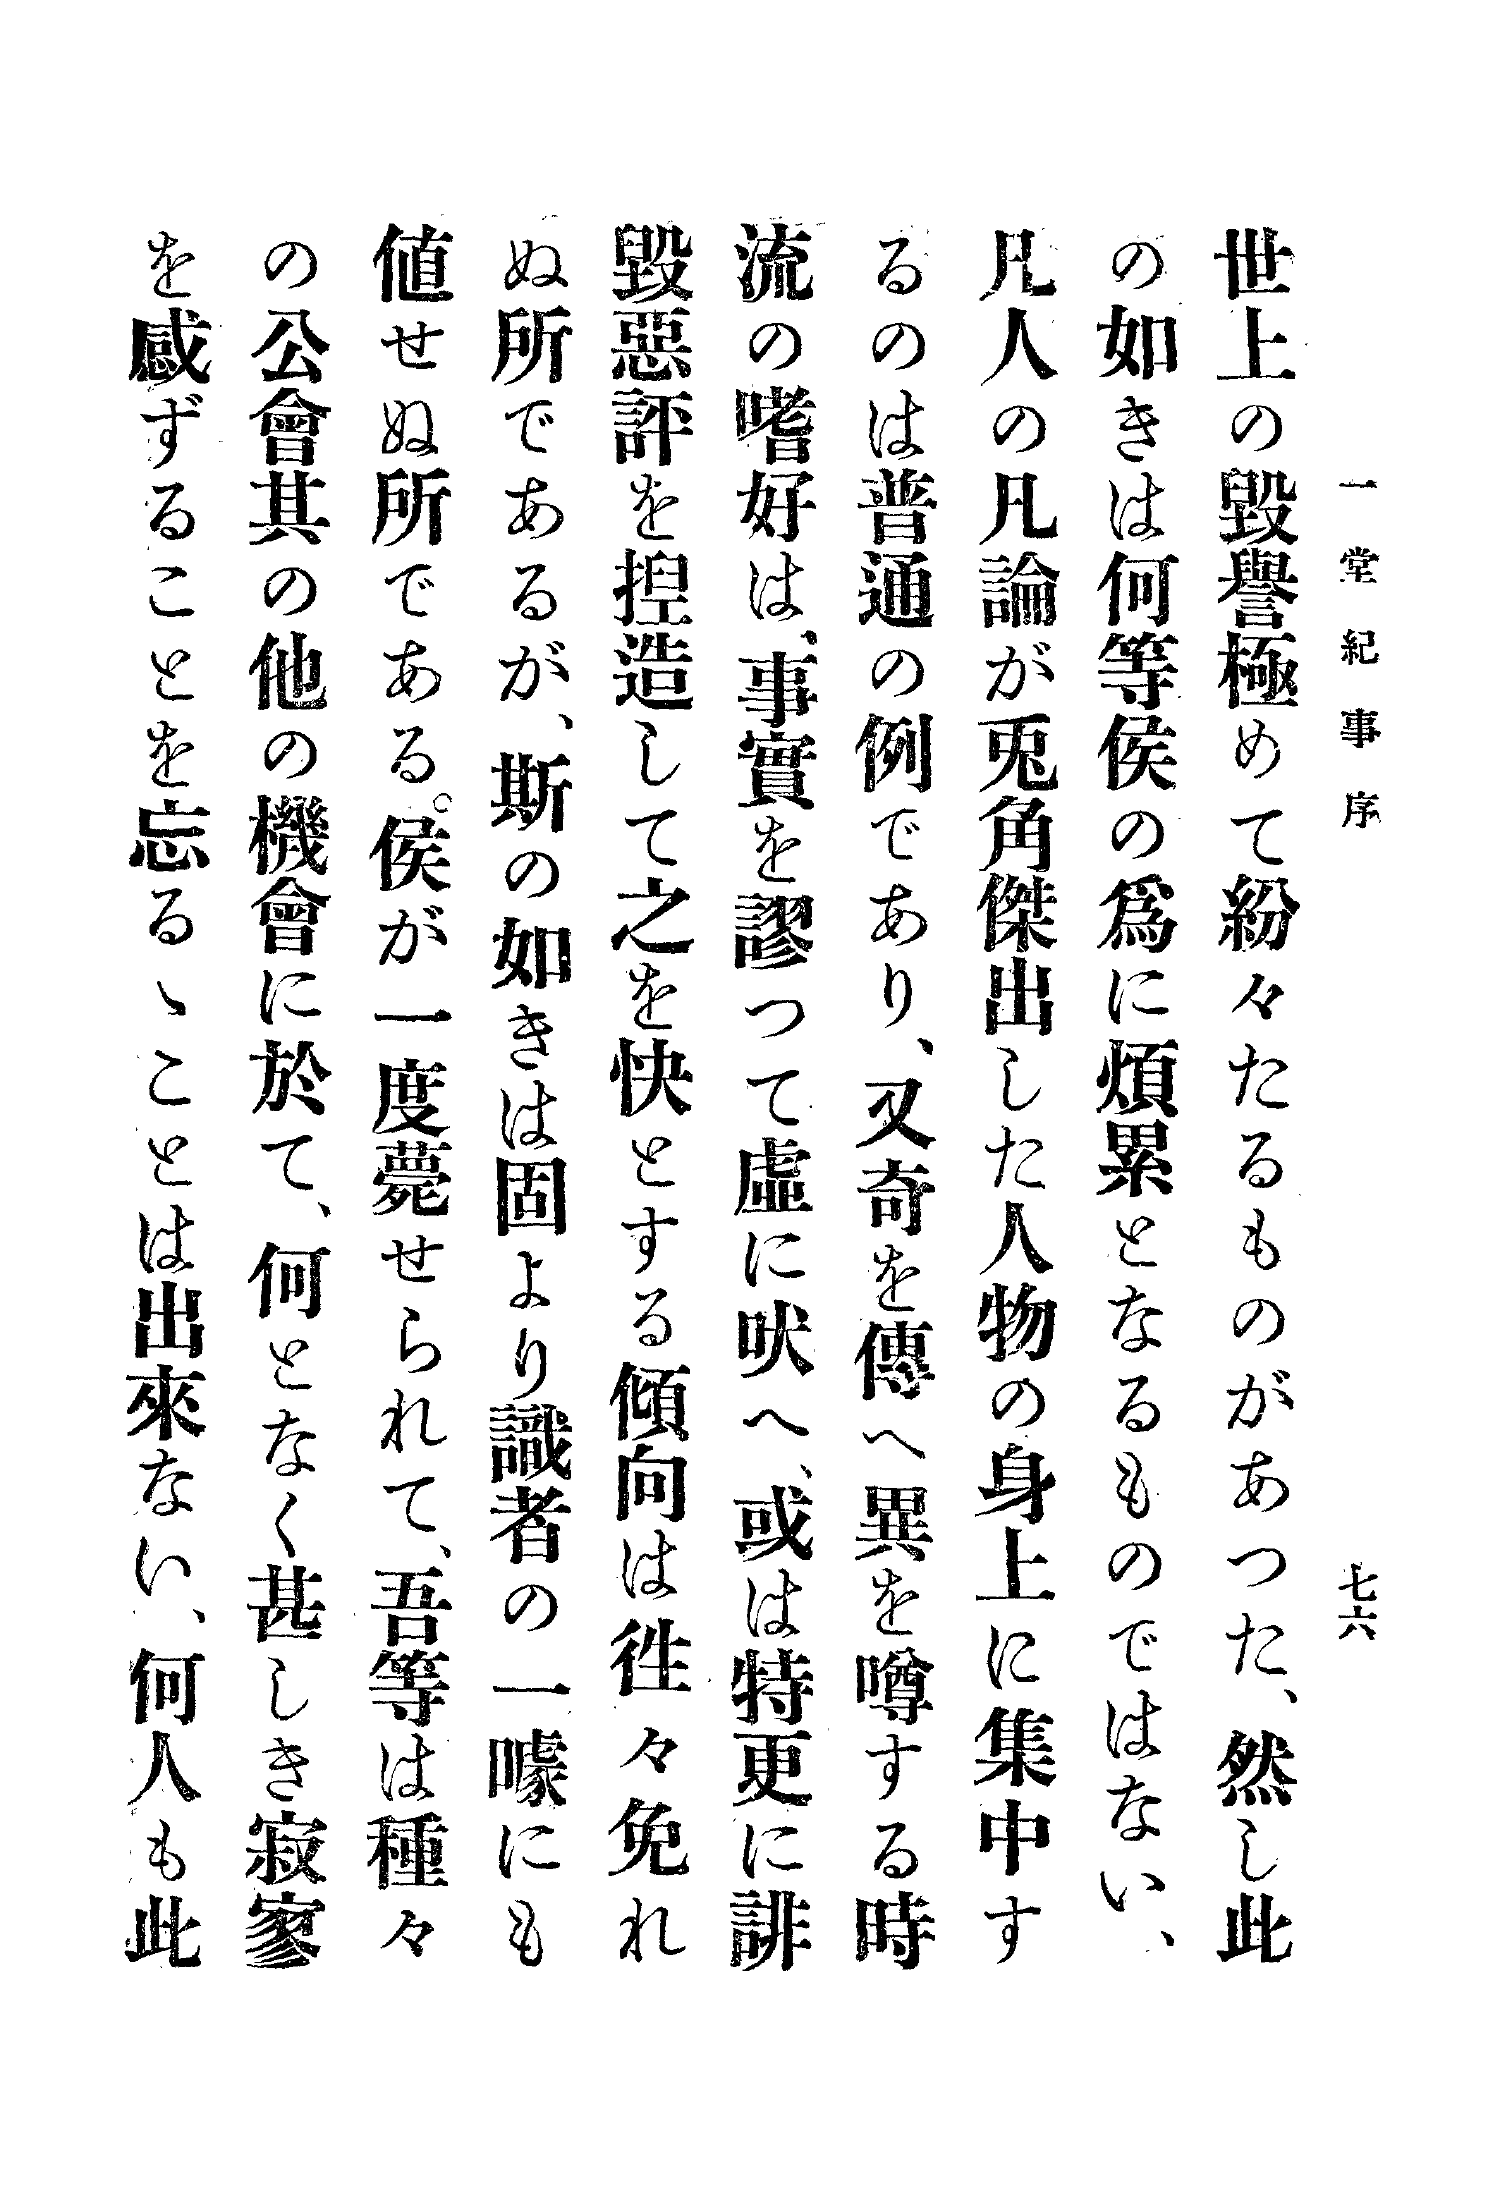 一堂紀事序
七六
世上の毀譽極めて紛々たるものがあつた、然し此
の如きは何等侯の爲に煩累となるものではない、
凡人の凡論が兎角傑出した人物の身上に集中す
るのは普通の例であり、又奇を傳へ異を噂する時
流の嗜好は、事實を謬つて虛に吠へ、或は特更に誹
毀惡評を揑造して之を快とする傾向は徃々免れ
ぬ所であるが、斯の如きは固より識者の一噱にも
値せぬ所である。侯が一度薨せられて、吾等は種々
の公會其の他の機會に於て、何となく甚しき寂寥
を感ずることを忘るゝことは出來ない、何人も此